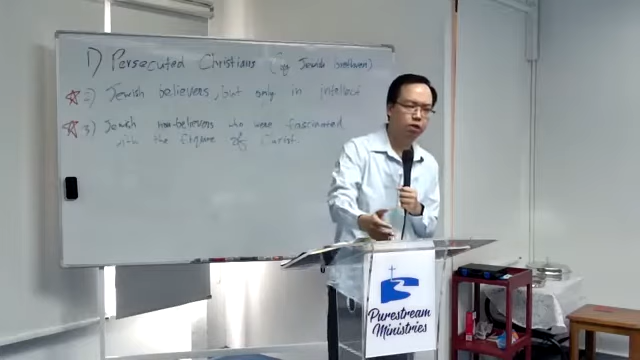 1) Persecuted Christians (by Jewish brethren)
2) Jewish believers, but only in intellect
3) Jewish non-believers who were fascinated
with the figure of Christ.
Purestream
Ministries